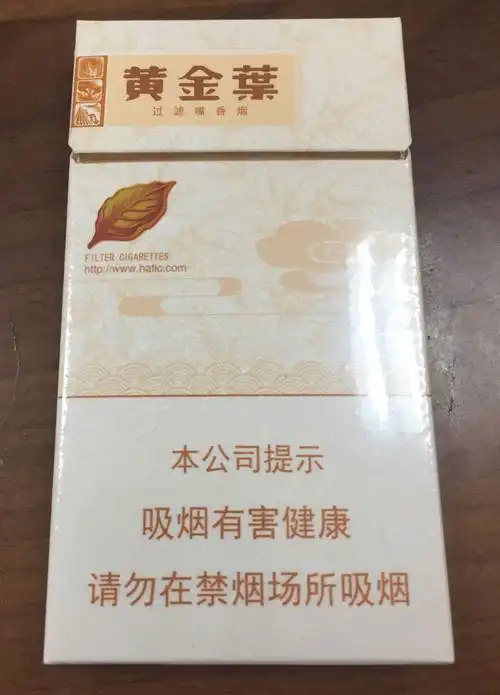 黄金葉
过滤嘴香烟
FILTER CIGARETTES
http://www.hatic.com
本公司提示
吸烟有害健康
请勿在禁烟场所吸烟